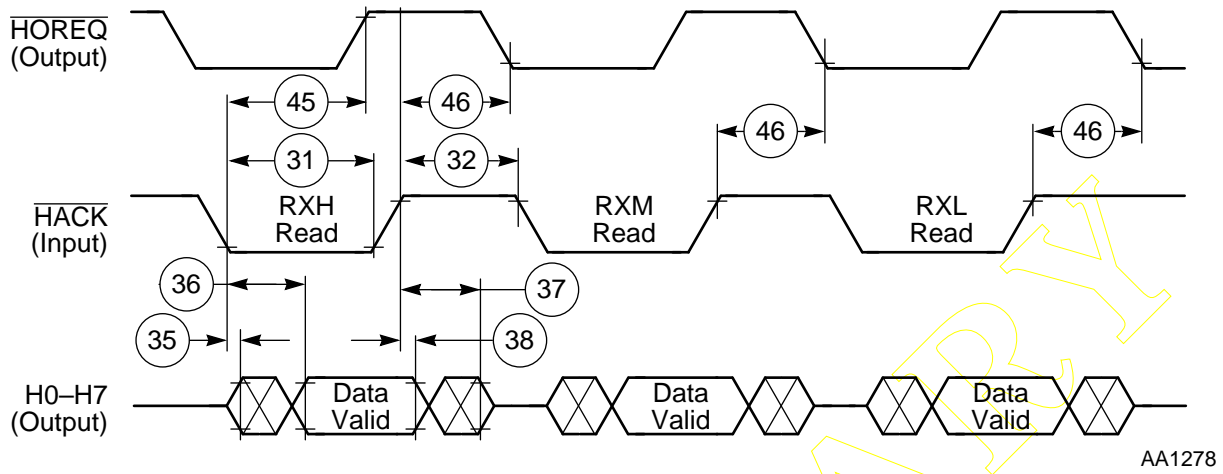 HOREQ
(Output)
45
46
46
46
31
32
HACK
(Input)
RXH
Read
RXM
Read
RXL
Read
36
37
35
38
H0–H7
(Output)
Data
Valid
Data
Valid
Data
Valid
A R Y
AA1278